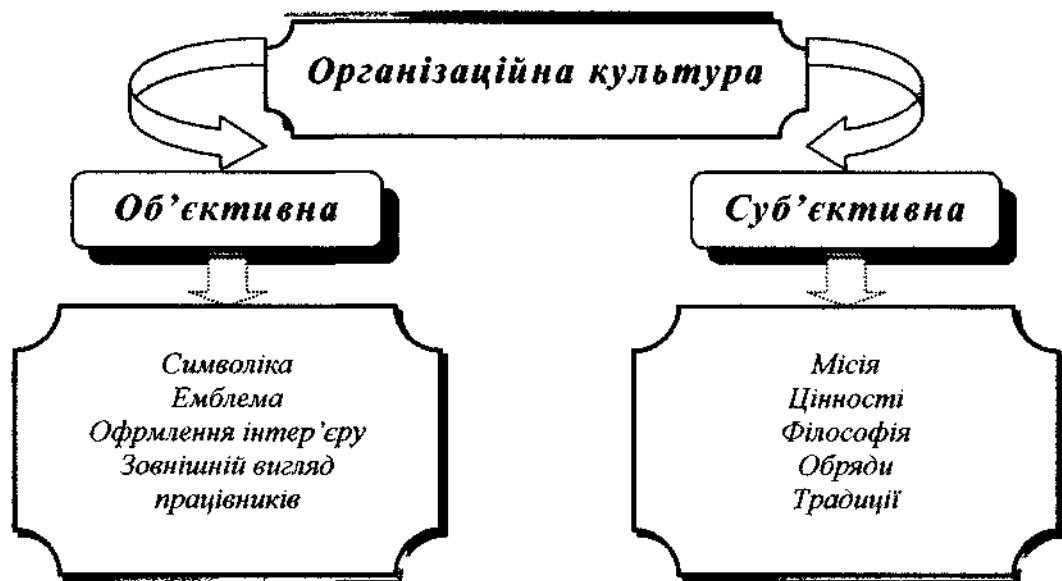 Організаційна культура
Об’єктивна
Суб’єктивна
Символіка
Емблема
Офрмлення інтер’єру
Зовнішній вигляд
працівників
Місія
Цінності
Філософія
Обряди
Традиції